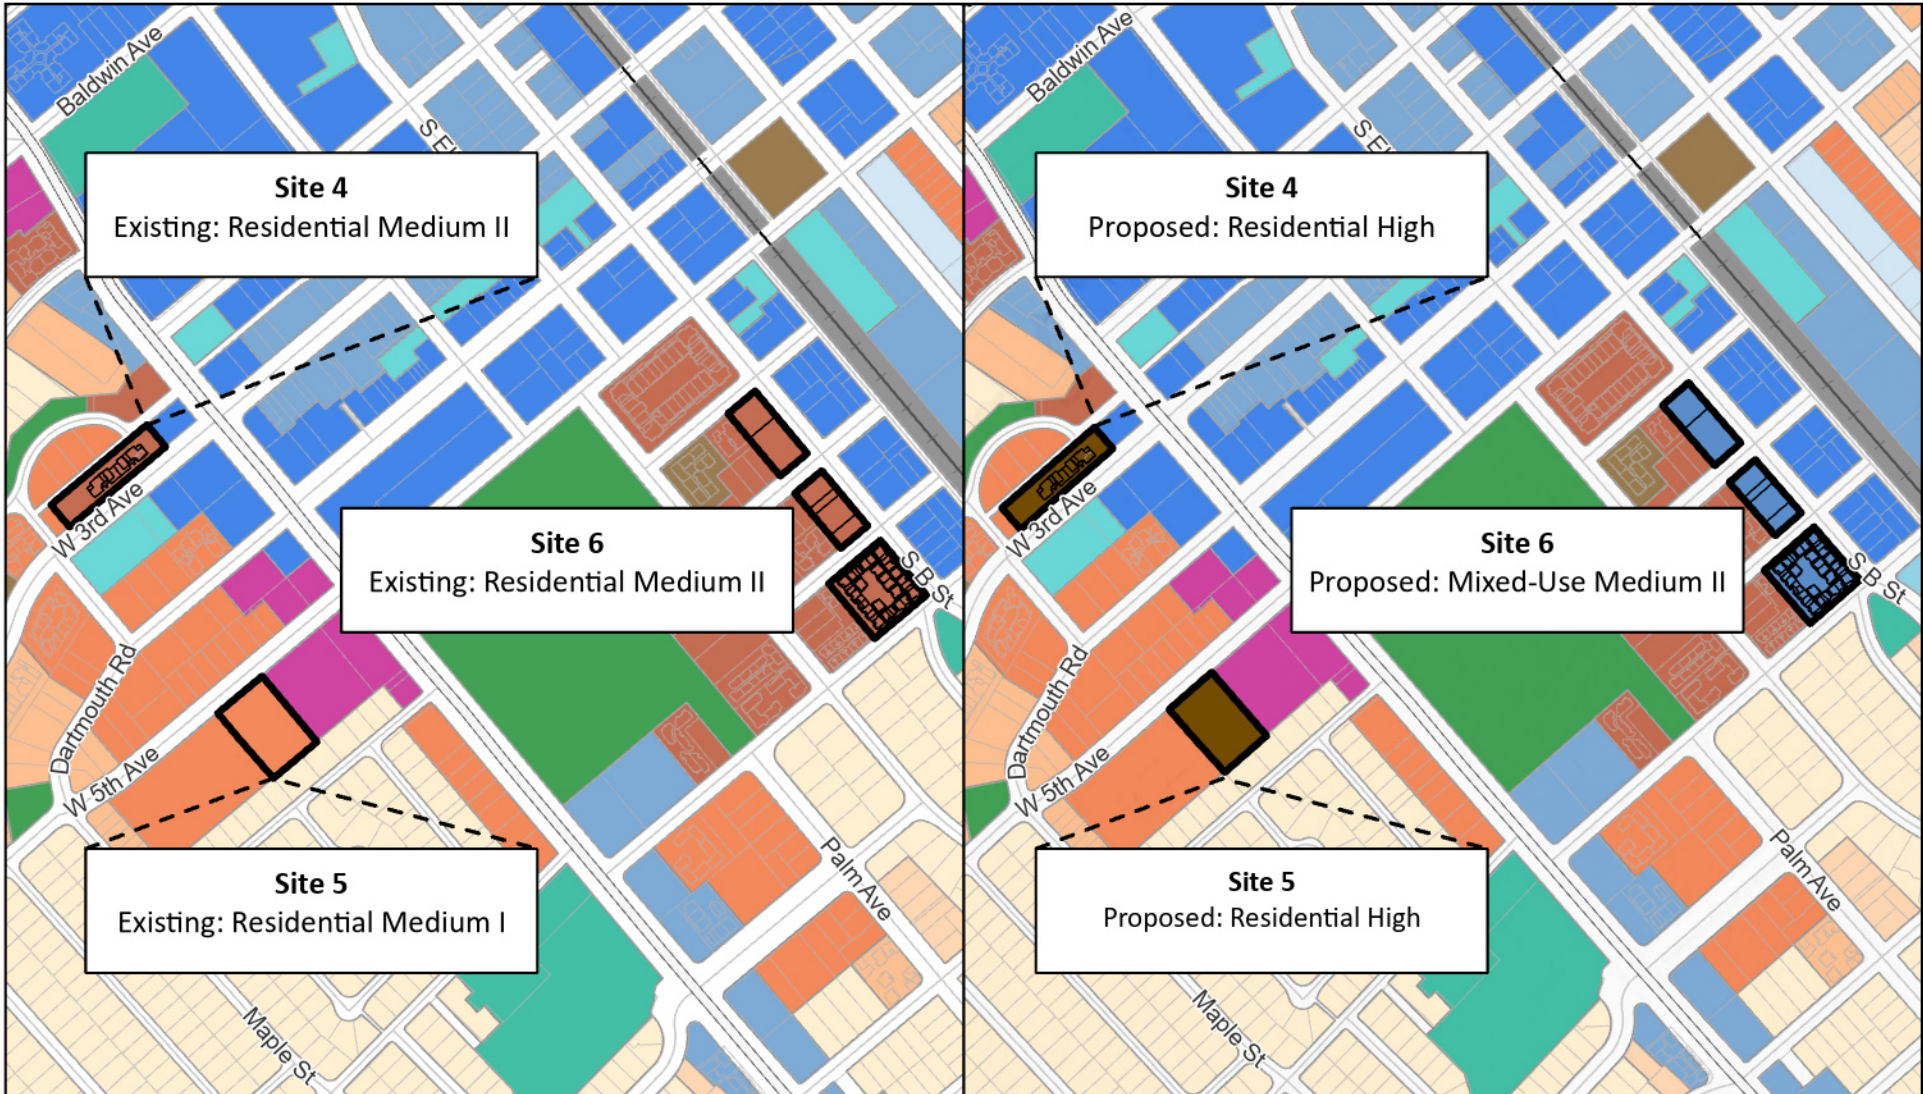 Baldwin Ave
S El
Site 4
Existing: Residential Medium II
W 3rd Ave
Site 6
Existing: Residential Medium II
S B St
Dartmouth Rd
W 5th Ave
Site 5
Existing: Residential Medium I
Palm Ave
Maple St
Baldwin Ave
S El
Site 4
Proposed: Residential High
W 3rd Ave
Site 6
Proposed: Mixed-Use Medium II
S B St
Dartmouth Rd
W 5th Ave
Site 5
Proposed: Residential High
Palm Ave
Maple St